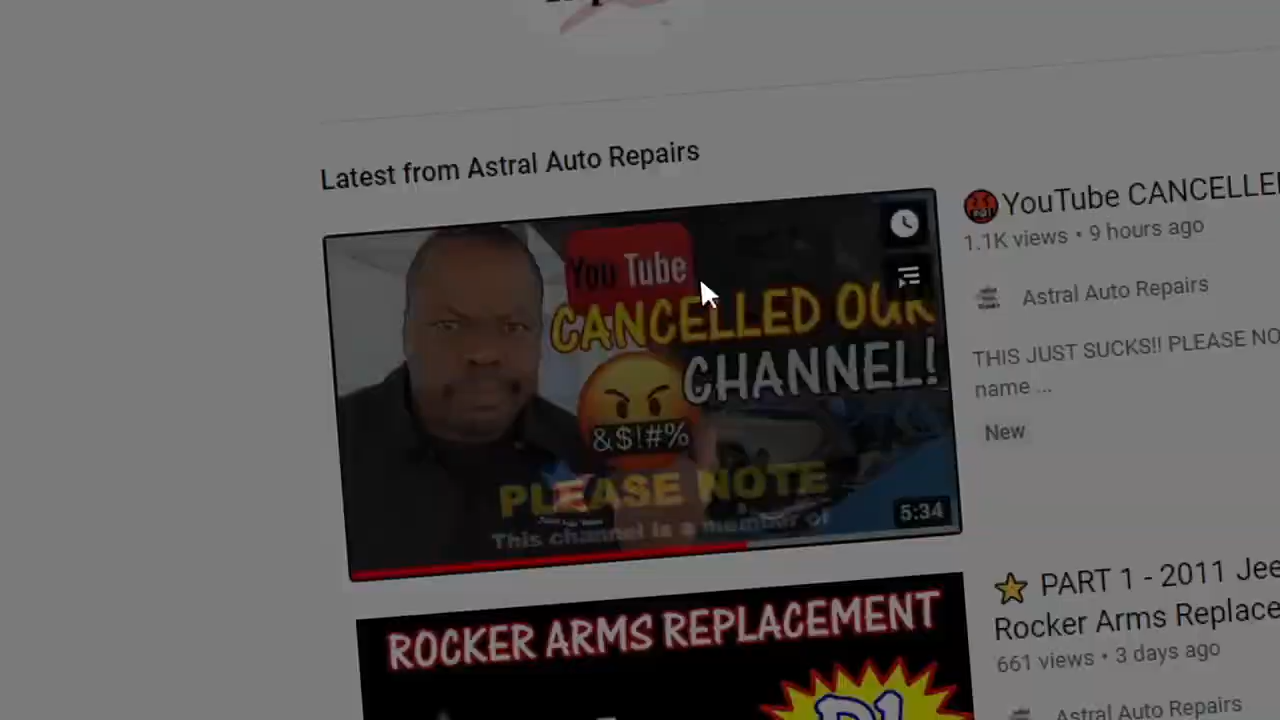 Latest from Astral Auto Repairs
YouTube CANCELLE
1.1K views • 9 hours ago
Astral Auto Repairs
THIS JUST SUCKS!! PLEASE NO
name ...
New
You Tube
CANCELLED OUR
CHANNEL!
&$!#%
PLEASE NOTE
This channel is a member of
5:34
PART 1 - 2011 Jee
Rocker Arms Replace
661 views • 3 days ago
Astral Auto Repairs
ROCKER ARMS REPLACEMENT